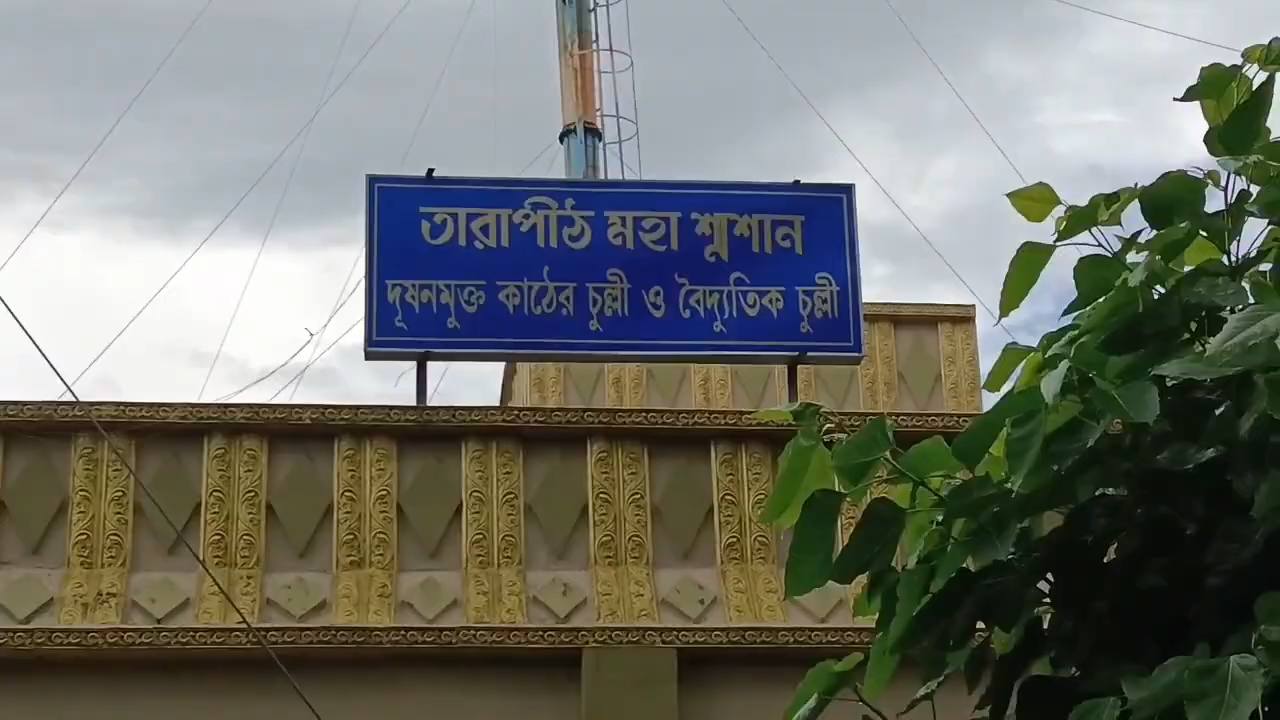 তারাপীঠ মহা শ্মশান
দূষনমুক্ত কাঠের চুল্লী ও বৈদ্যুতিক চুল্লী